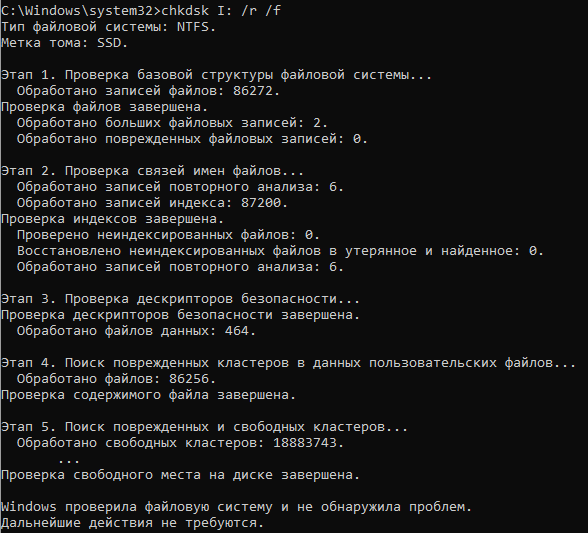 C:\Windows\system32>chkdsk I: /r /f
Тип файловой системы: NTFS.
Метка тома: SSD.
Этап 1. Проверка базовой структуры файловой системы...
Обработано записей файлов: 86272.
Проверка файлов завершена.
Обработано больших файловых записей: 2.
Обработано поврежденных файловых записей: 0.
Этап 2. Проверка связей имен файлов...
Обработано записей повторного анализа: 6.
Обработано записей индекса: 87200.
Проверка индексов завершена.
Проверено неиндексированных файлов: 0.
Восстановлено неиндексированных файлов в утерянное и найденное: 0.
Обработано записей повторного анализа: 6.
Этап 3. Проверка дескрипторов безопасности...
Проверка дескрипторов безопасности завершена.
Обработано файлов данных: 464.
Этап 4. Поиск поврежденных кластеров в данных пользовательских файлов...
Обработано файлов: 86256.
Проверка содержимого файла завершена.
Этап 5. Поиск поврежденных и свободных кластеров...
Обработано свободных кластеров: 18883743.
...
Проверка свободного места на диске завершена.
Windows проверила файловую систему и не обнаружила проблем.
Дальнейшие действия не требуются.